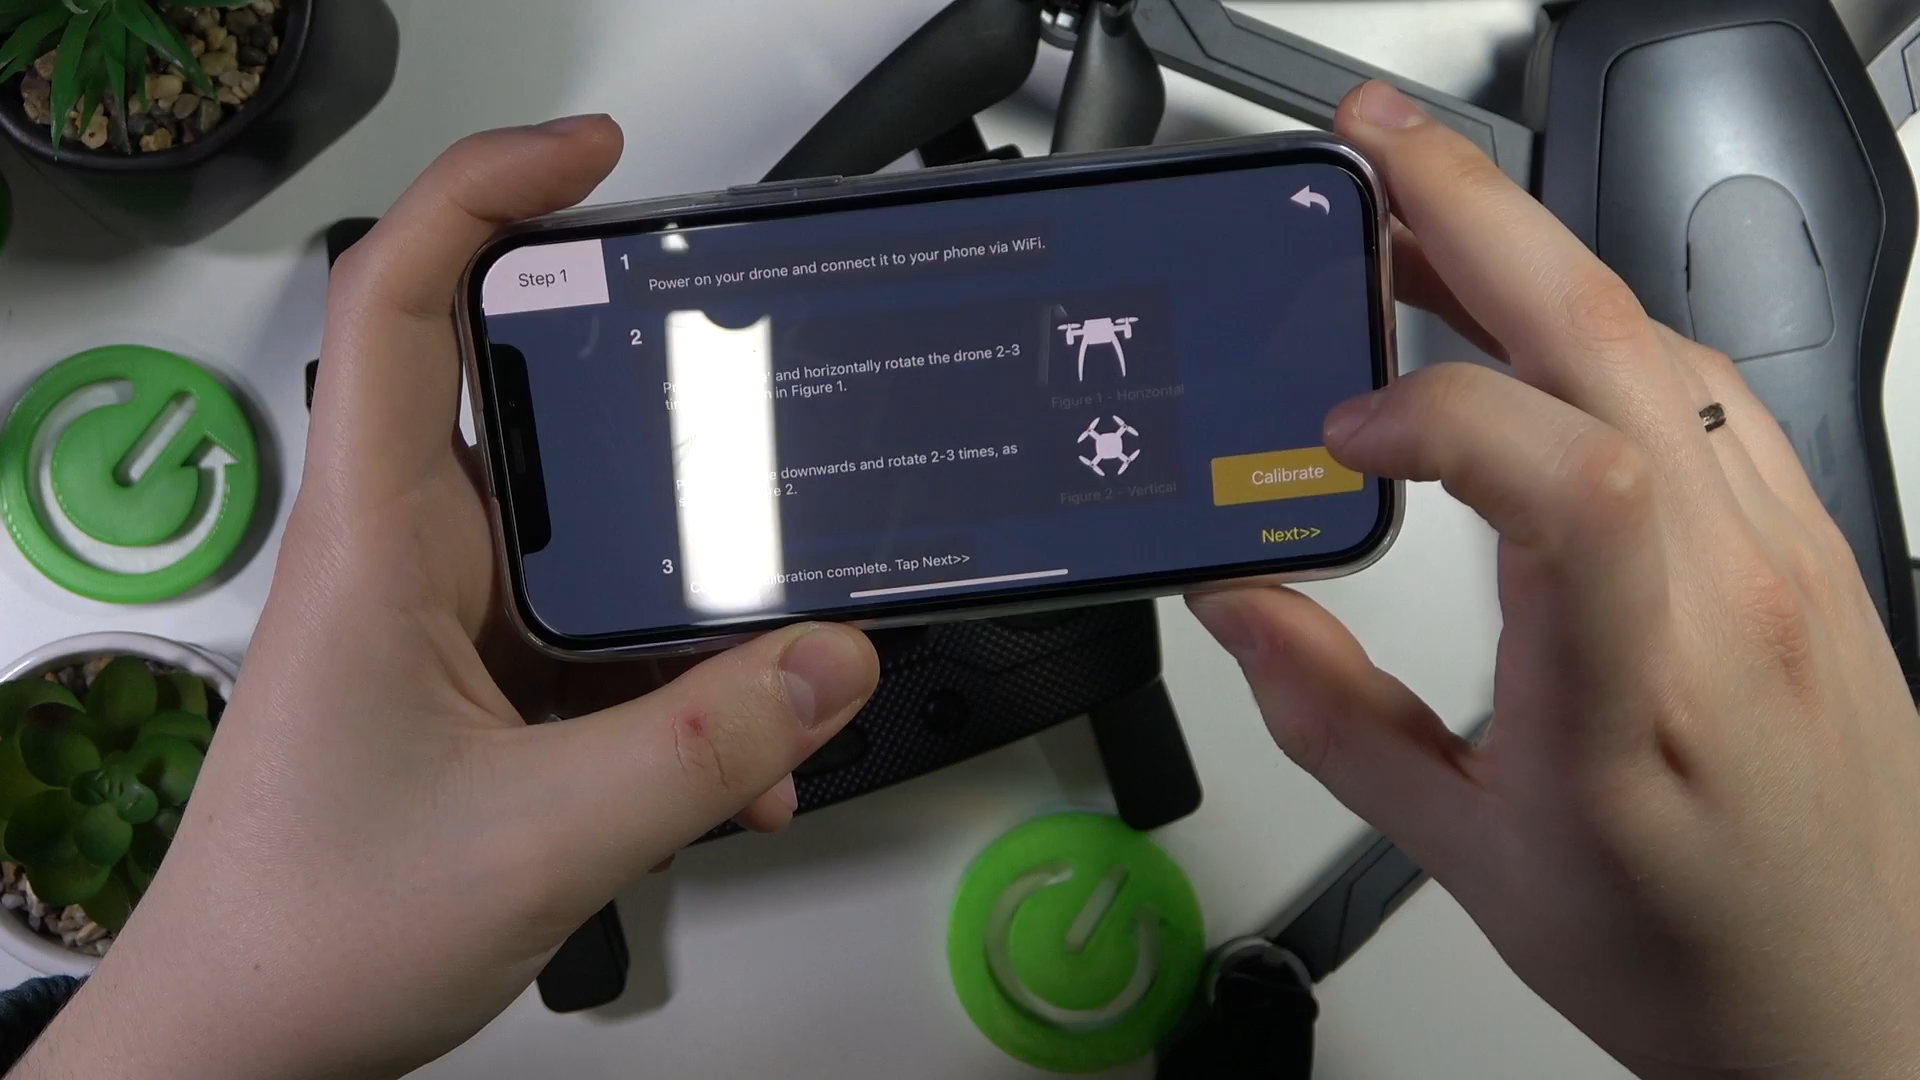 Step 1
1
Power on your drone and connect it to your phone via WiFi.
2
and horizontally rotate the drone 2-3
in Figure 1.
Figure 1 - Horizontal
downwards and rotate 2-3 times, as
2.
Figure 2 - Vertical
Calibrate
3
complete. Tap Next>>
Next>>